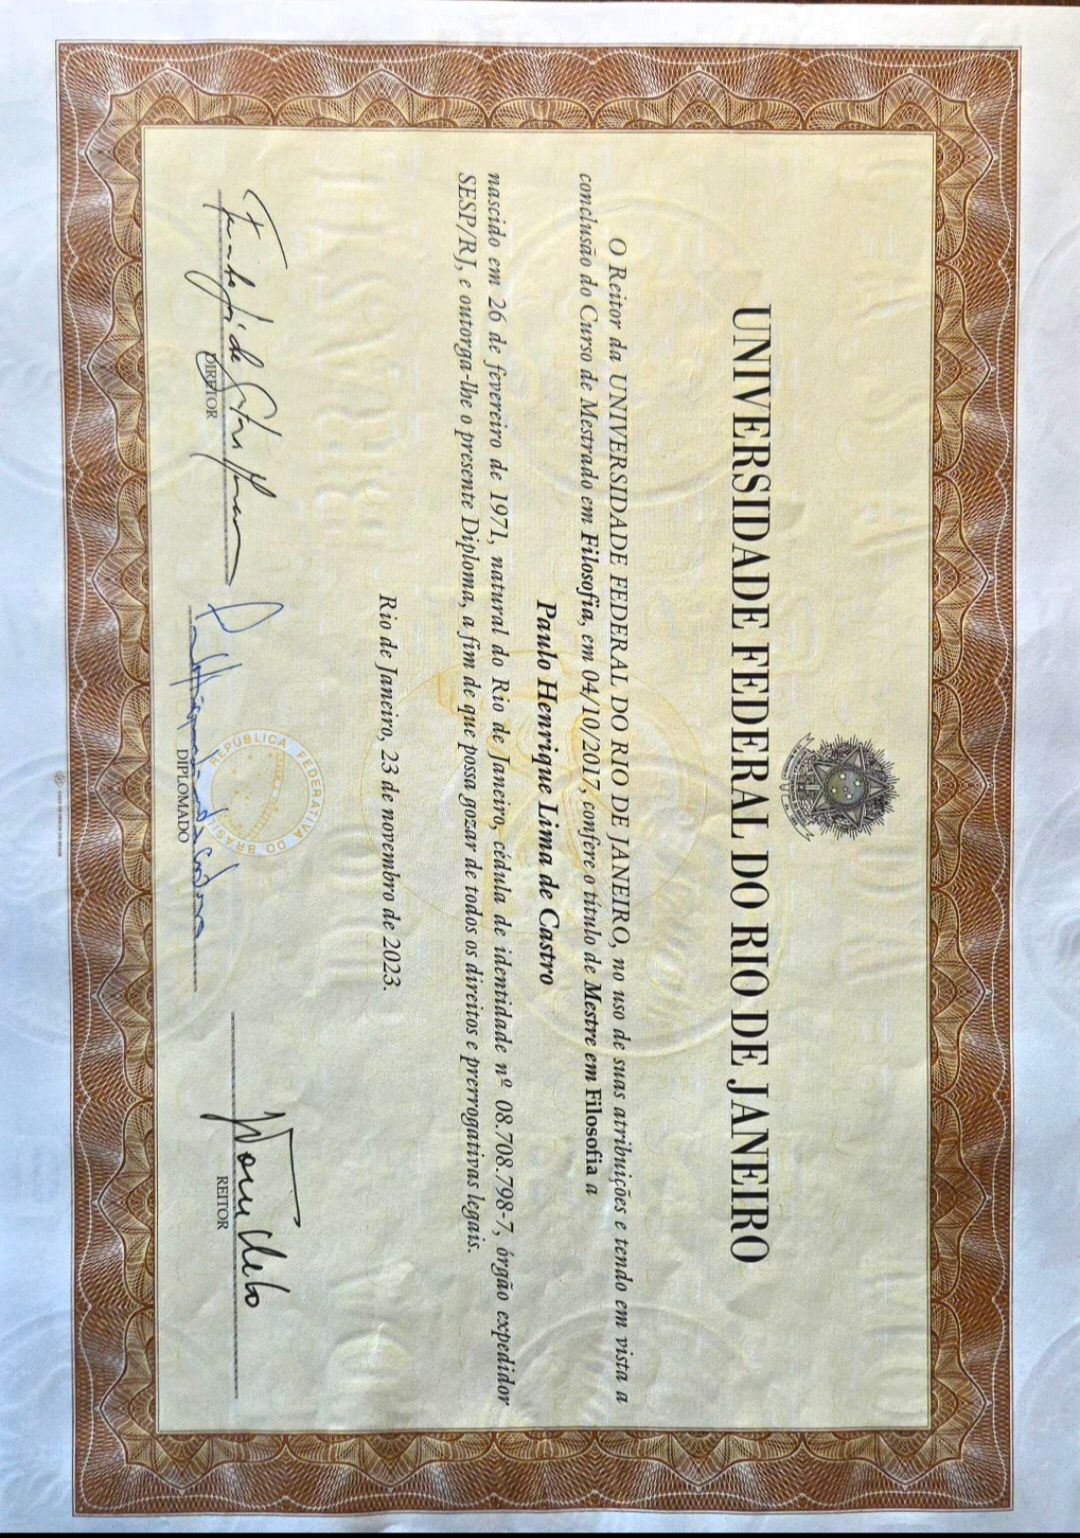 UNIVERSIDADE FEDERAL DO RIO DE JANEIRO
O Reitor da UNIVERSIDADE FEDERAL DO RIO DE JANEIRO, no uso de suas atribuições e tendo em vista a
conclusão do Curso de Mestrado em Filosofia, em 04/10/2017, confere o título de Mestre em Filosofia a
Paulo Henrique Lima de Castro
nascido em 26 de fevereiro de 1971, natural do Rio de Janeiro, cédula de identidade nº 08.708.798-7, órgão expedidor
SESP/RJ, e outorga-lhe o presente Diploma, a fim de que possa gozar de todos os direitos e prerrogativas legais.
Rio de Janeiro, 23 de novembro de 2023.
REPÚBLICA FEDERATIVA DO BRASIL
DIRETOR
DIPLOMADO
REITOR